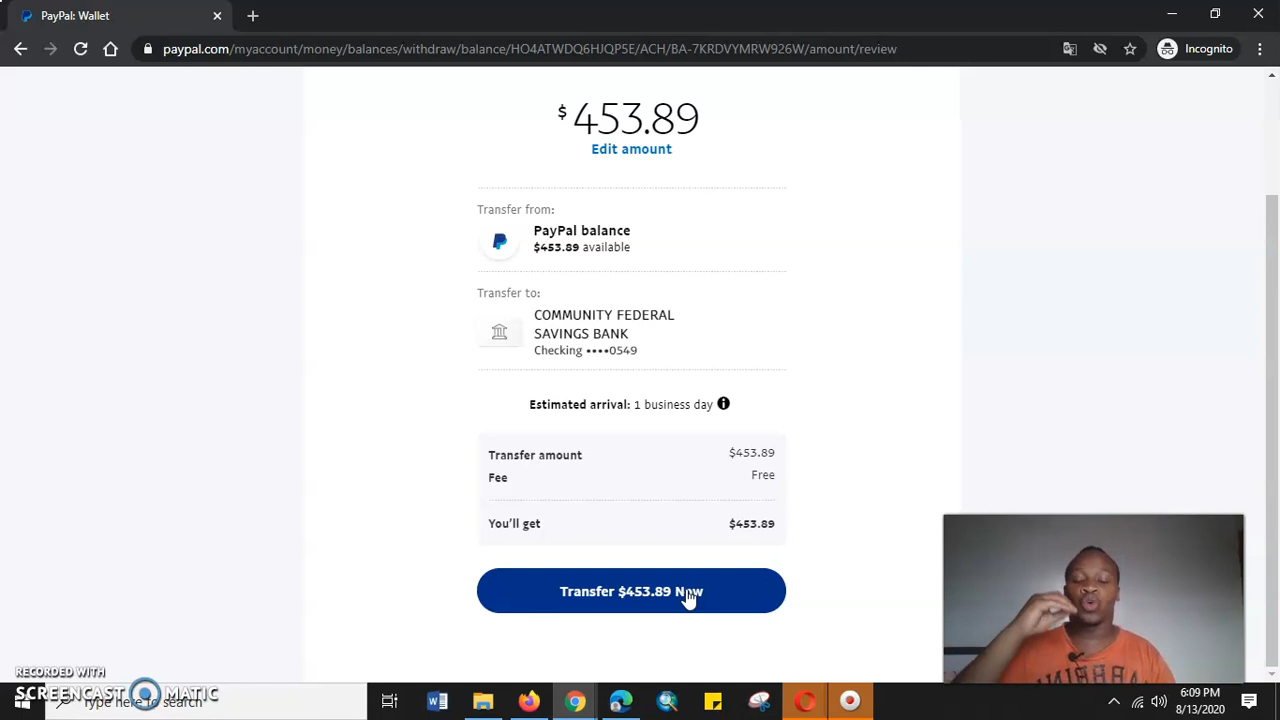 PayPal: Wallet
paypal.com/myaccount/money/balances/withdraw/balance/HO4ATWDQ6HJQP5E/ACH/BA-7KRDVYMRW926W/amount/review
Incognito
$453.89
Edit amount
Transfer from:
PayPal balance
$453.89 available
Transfer to:
COMMUNITY FEDERAL
SAVINGS BANK
Checking ••••0549
Estimated arrival: 1 business day
Transfer amount $453.89
Fee Free
You'll get $453.89
Transfer $453.89 Now
RECORDED WITH
SCREENCAST MATIC
Type here to search
6:09 PM
8/13/2020